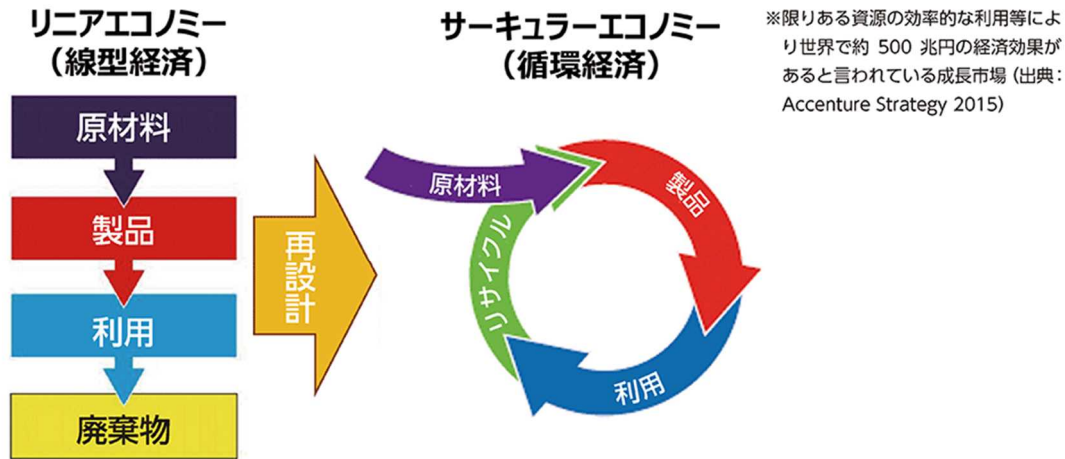 リニアエコノミー
（線型経済）
原材料
製品
利用
廃棄物
再設計
サーキュラーエコノミー
（循環経済）
原材料
製品
利用
リサイクル
※限りある資源の効率的な利用等によ
り世界で約 500 兆円の経済効果が
あると言われている成長市場（出典：
Accenture Strategy 2015）